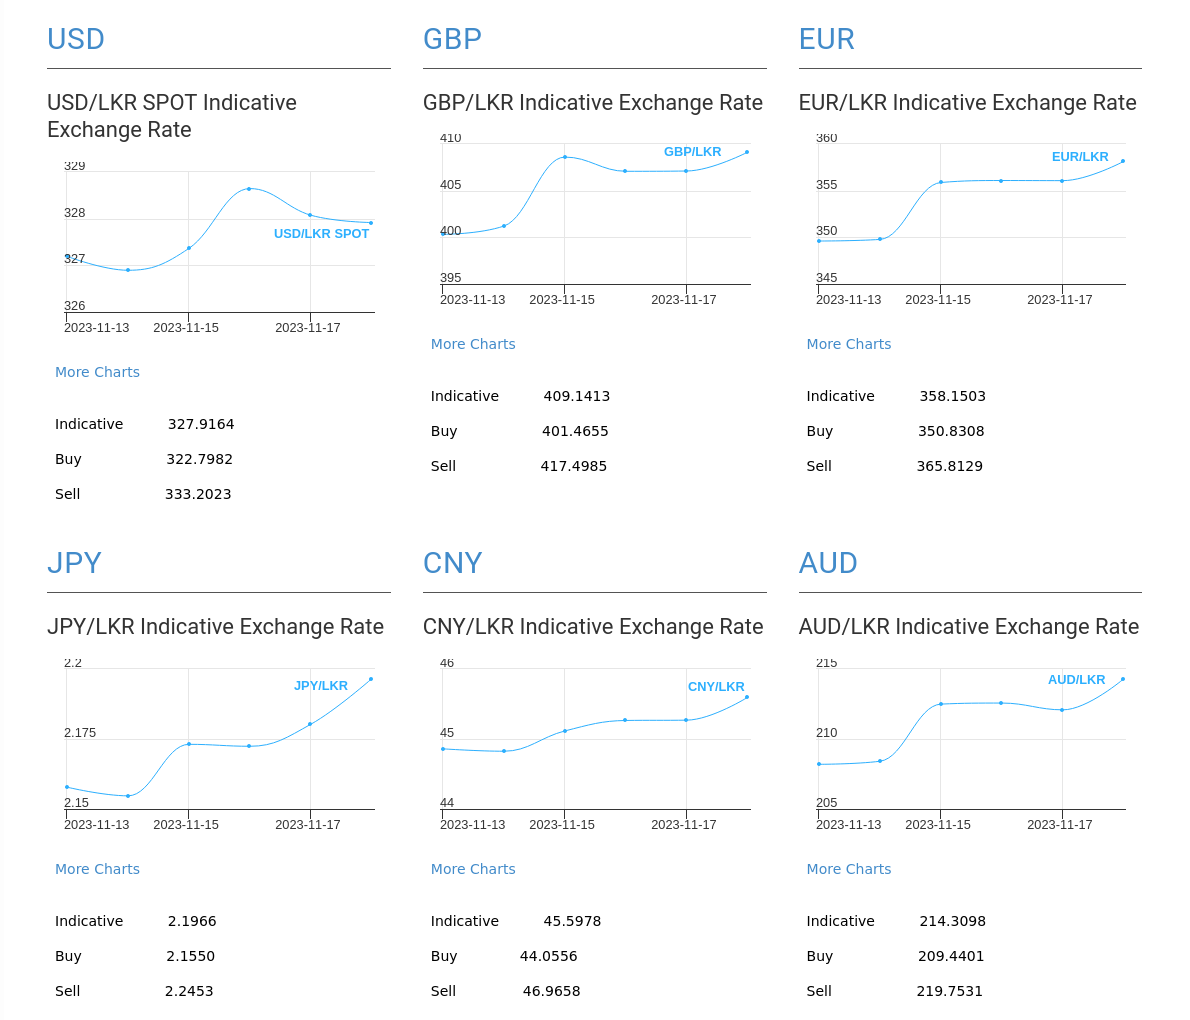 USD
USD/LKR SPOT Indicative
Exchange Rate
329
328
327
326
USD/LKR SPOT
2023-11-13 2023-11-15 2023-11-17
More Charts
Indicative 327.9164
Buy 322.7982
Sell 333.2023
GBP
GBP/LKR Indicative Exchange Rate
410
405
400
395
GBP/LKR
2023-11-13 2023-11-15 2023-11-17
More Charts
Indicative 409.1413
Buy 401.4655
Sell 417.4985
EUR
EUR/LKR Indicative Exchange Rate
360
355
350
345
EUR/LKR
2023-11-13 2023-11-15 2023-11-17
More Charts
Indicative 358.1503
Buy 350.8308
Sell 365.8129
JPY
JPY/LKR Indicative Exchange Rate
2.2
2.175
2.15
JPY/LKR
2023-11-13 2023-11-15 2023-11-17
More Charts
Indicative 2.1966
Buy 2.1550
Sell 2.2453
CNY
CNY/LKR Indicative Exchange Rate
46
45
44
CNY/LKR
2023-11-13 2023-11-15 2023-11-17
More Charts
Indicative 45.5978
Buy 44.0556
Sell 46.9658
AUD
AUD/LKR Indicative Exchange Rate
215
210
205
AUD/LKR
2023-11-13 2023-11-15 2023-11-17
More Charts
Indicative 214.3098
Buy 209.4401
Sell 219.7531